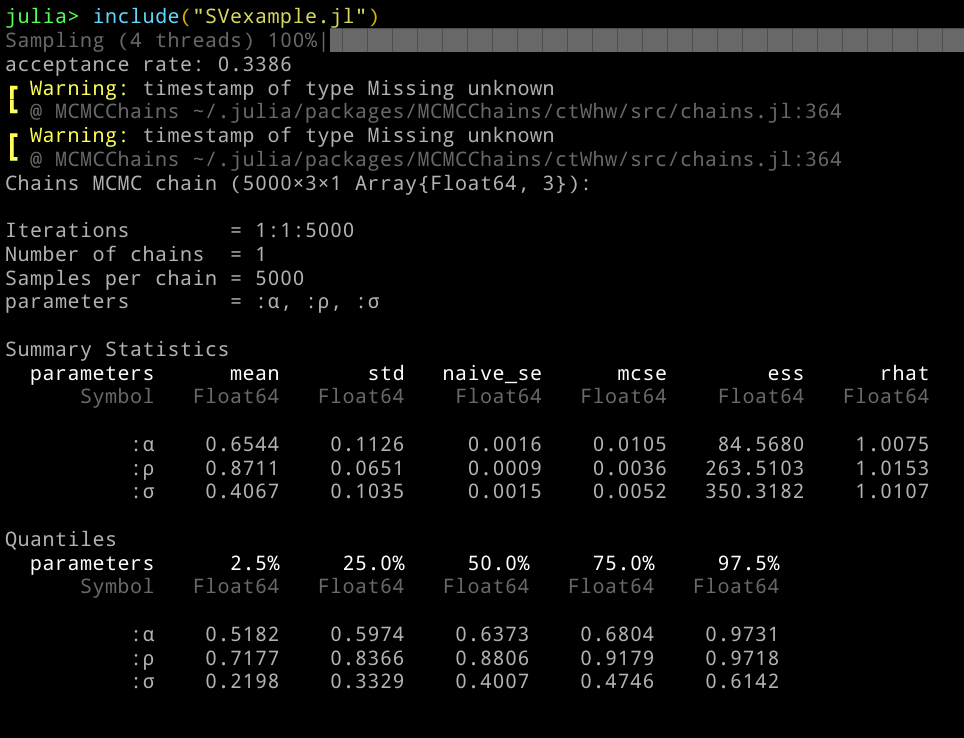 julia> include("SVexample.jl")
Sampling (4 threads) 100%|
acceptance rate: 0.3386
┌ Warning: timestamp of type Missing unknown
└ @ MCMCChains ~/.julia/packages/MCMCChains/ctWhw/src/chains.jl:364
┌ Warning: timestamp of type Missing unknown
└ @ MCMCChains ~/.julia/packages/MCMCChains/ctWhw/src/chains.jl:364
Chains MCMC chain (5000×3×1 Array{Float64, 3}):
Iterations        = 1:1:5000
Number of chains  = 1
Samples per chain = 5000
parameters        = :α, :ρ, :σ
Summary Statistics
  parameters      mean       std   naive_se      mcse        ess      rhat
      Symbol   Float64   Float64    Float64   Float64    Float64   Float64
          :α    0.6544    0.1126     0.0016    0.0105    84.5680    1.0075
          :ρ    0.8711    0.0651     0.0009    0.0036   263.5103    1.0153
          :σ    0.4067    0.1035     0.0015    0.0052   350.3182    1.0107
Quantiles
  parameters      2.5%     25.0%     50.0%     75.0%     97.5%
      Symbol   Float64   Float64   Float64   Float64   Float64
          :α    0.5182    0.5974    0.6373    0.6804    0.9731
          :ρ    0.7177    0.8366    0.8806    0.9179    0.9718
          :σ    0.2198    0.3329    0.4007    0.4746    0.6142